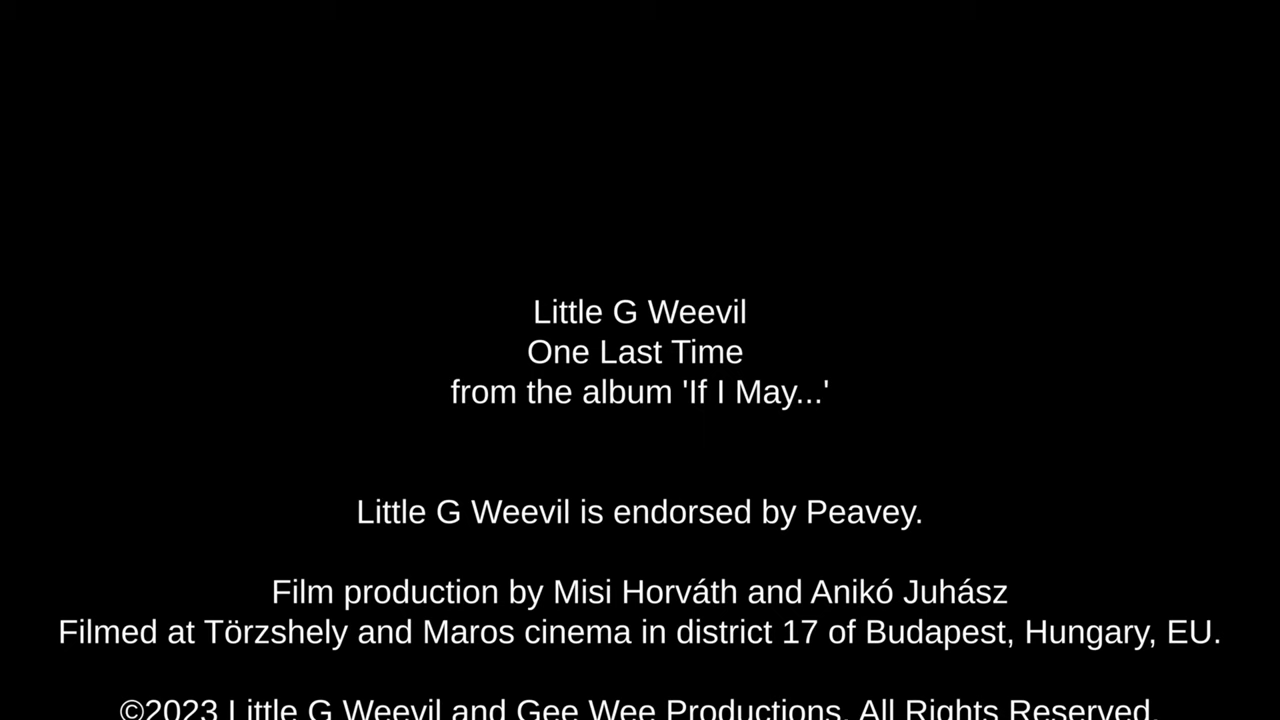 Little G Weevil
One Last Time
from the album 'If I May...'
Little G Weevil is endorsed by Peavey.
Film production by Misi Horváth and Anikó Juhász
Filmed at Törzshely and Maros cinema in district 17 of Budapest, Hungary, EU.
©2023 Little G Weevil and Gee Wee Productions. All Rights Reserved